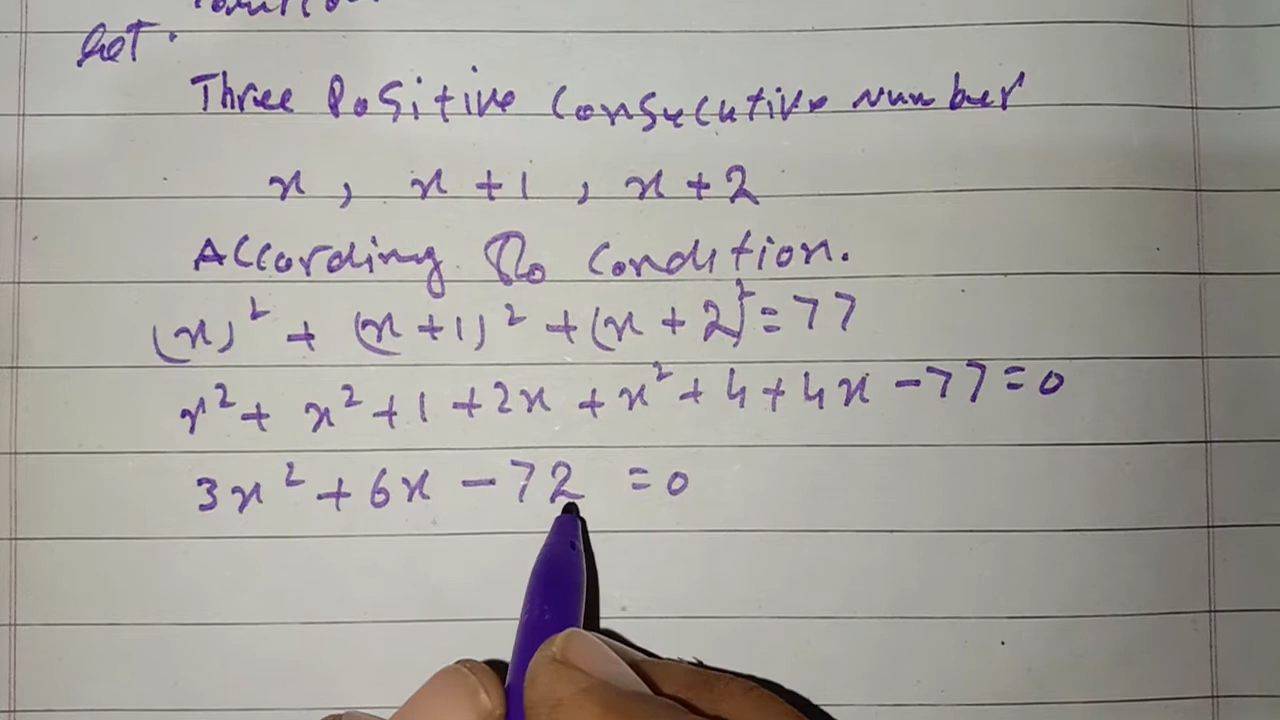 Let.
Three Positive Consecutive Number
x, x+1, x+2
According To Condition.
(x)² + (x+1)² + (x+2)² = 77
x² + x² + 1 + 2x + x² + 4 + 4x - 77 = 0
3x² + 6x - 72 = 0